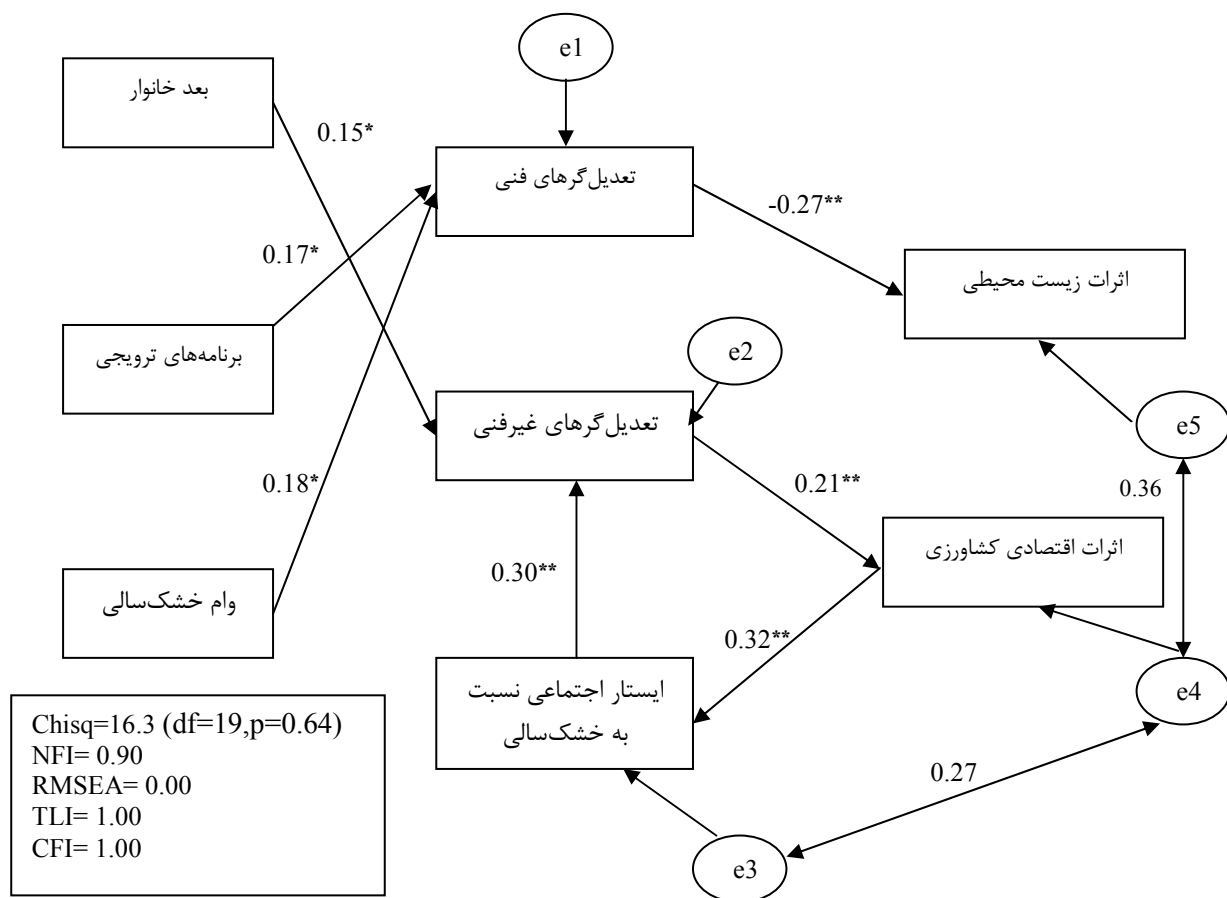 e1
بعد خانوار
0.15*
تعدیل‌گرهای فنی
-0.27**
0.17*
اثرات زیست محیطی
برنامه‌های ترویجی
e2
تعدیل‌گرهای غیرفنی
e5
0.18*
0.21**
0.36
اثرات اقتصادی کشاورزی
وام خشک‌سالی
0.30**
0.32**
ایستار اجتماعی نسبت
به خشک‌سالی
e4
Chisq=16.3 (df=19,p=0.64)
NFI= 0.90
RMSEA= 0.00
TLI= 1.00
CFI= 1.00
0.27
e3